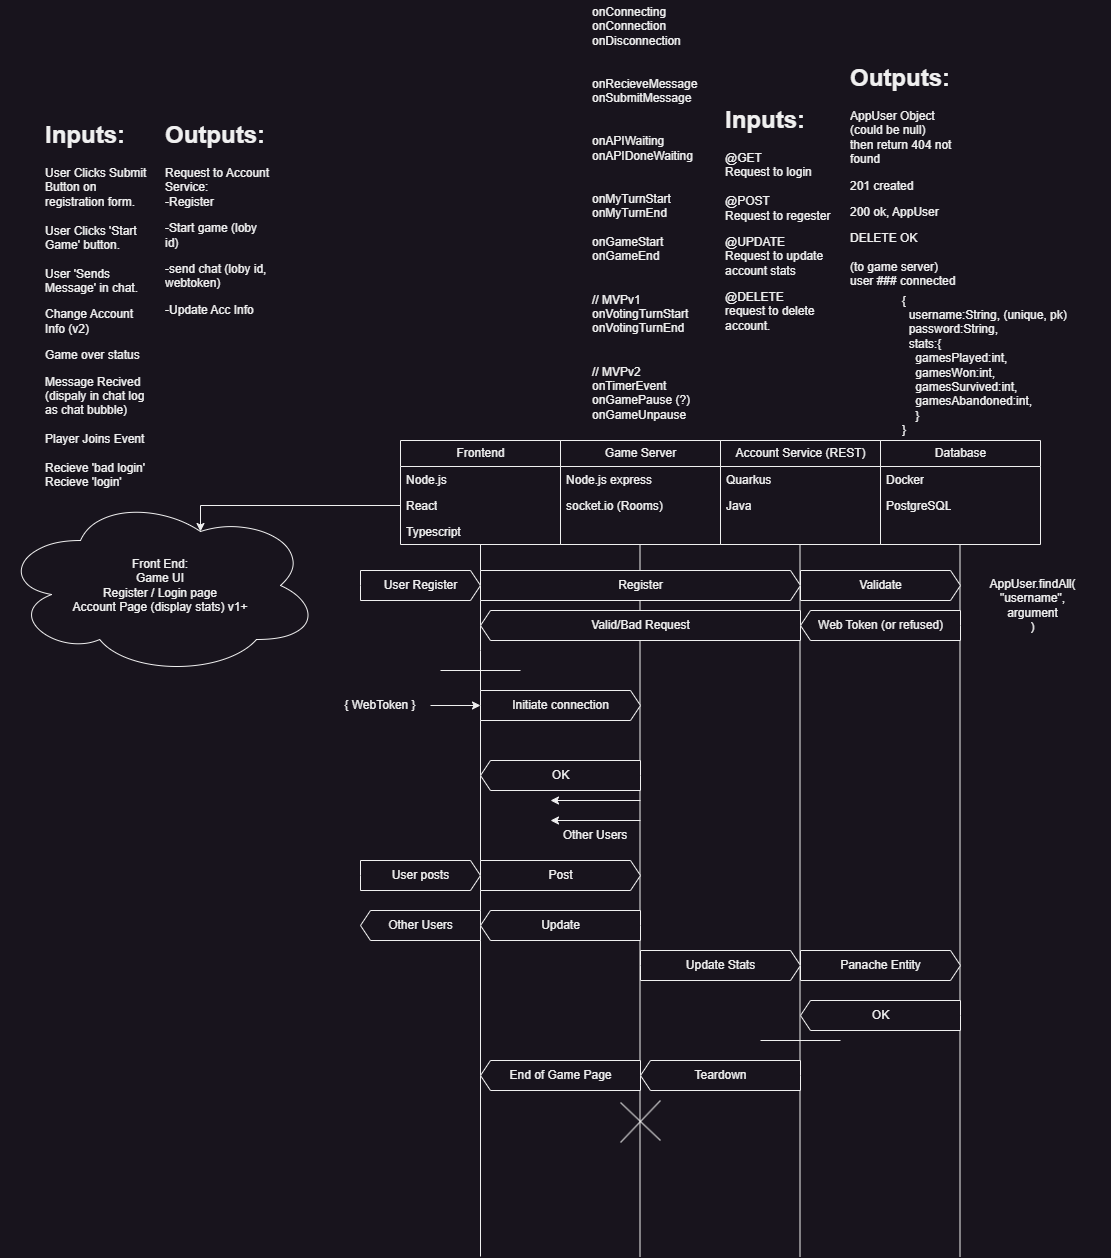 onConnecting
onConnection
onDisconnection
onRecieveMessage
onSubmitMessage
onAPIWaiting
onAPIDoneWaiting
onMyTurnStart
onMyTurnEnd
onGameStart
onGameEnd
// MVPv1
onVotingTurnStart
onVotingTurnEnd
// MVPv2
onTimerEvent
onGamePause (?)
onGameUnpause
Inputs:
User Clicks Submit
Button on
registration form.
User Clicks 'Start
Game' button.
User 'Sends
Message' in chat.
Change Account
Info (v2)
Game over status
Message Recived
(dispaly in chat log
as chat bubble)
Player Joins Event
Recieve 'bad login'
Recieve 'login'
Outputs:
Request to Account
Service:
-Register
-Start game (loby
id)
-send chat (loby id,
webtoken)
-Update Acc Info
Inputs:
@GET
Request to login
@POST
Request to regester
@UPDATE
Request to update
account stats
@DELETE
request to delete
account.
Outputs:
AppUser Object
(could be null)
then return 404 not
found
201 created
200 ok, AppUser
DELETE OK
(to game server)
user ### connected
{
username:String, (unique, pk)
password:String,
stats:{
gamesPlayed:int,
gamesWon:int,
gamesSurvived:int,
gamesAbandoned:int,
}
}
Frontend
Game Server
Account Service (REST)
Database
Node.js
Node.js express
Quarkus
Docker
React
socket.io (Rooms)
Java
PostgreSQL
Typescript
Front End:
Game UI
Register / Login page
Account Page (display stats) v1+
User Register
Register
Validate
AppUser.findAll(
"username",
argument
)
Valid/Bad Request
Web Token (or refused)
{ WebToken }
Initiate connection
OK
Other Users
User posts
Post
Other Users
Update
Update Stats
Panache Entity
OK
End of Game Page
Teardown